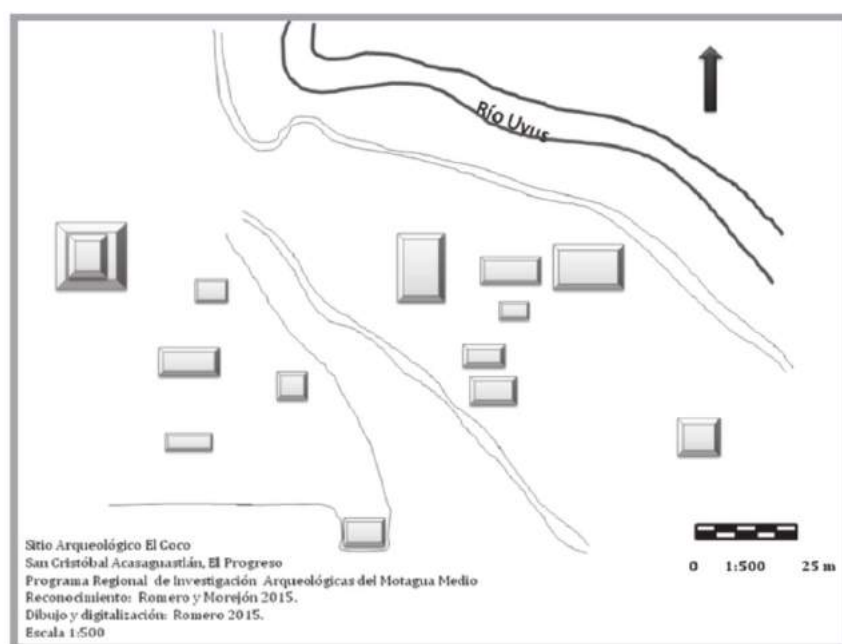 Río Uyus
0 1:500 25 m
Sitio Arqueológico El Coco
San Cristóbal Acasaguastián, El Progreso
Programa Regional de Investigación Arqueológicas del Motagua Medio
Reconocimiento: Romero y Morejón 2015.
Dibujo y digitalización: Romero 2015.
Escala 1:500